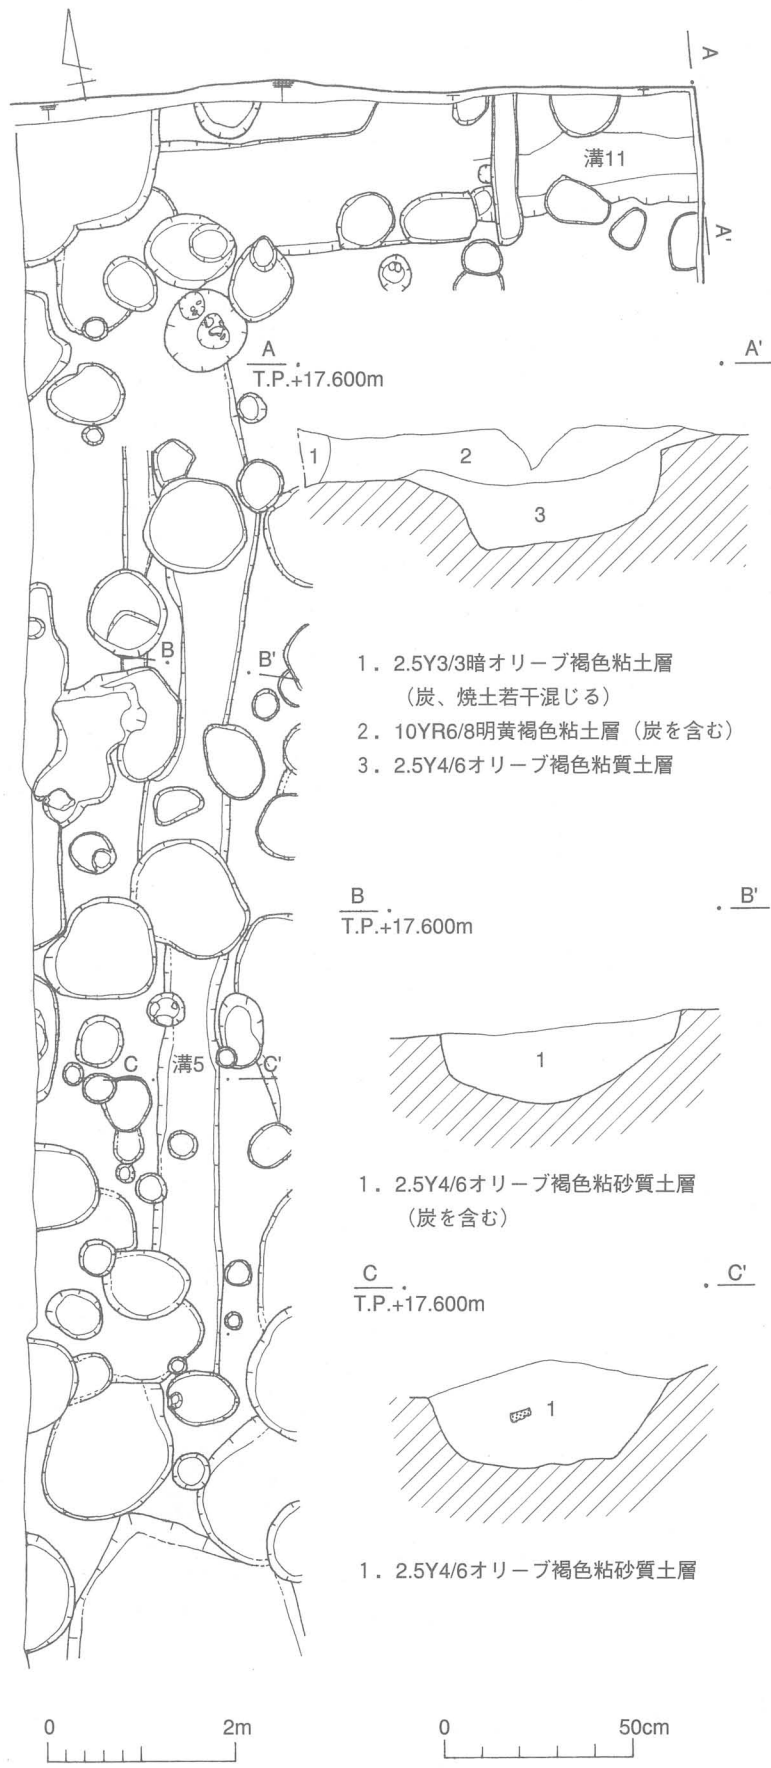 A
溝11
A'
A
A'
T.P.+17.600m
1
2
3
B
B'
1．2.5Y3/3暗オリーブ褐色粘土層
（炭、焼土若干混じる）
2．10YR6/8明黄褐色粘土層（炭を含む）
3．2.5Y4/6オリーブ褐色粘質土層
B
B'
T.P.+17.600m
1
C
溝5
C'
1．2.5Y4/6オリーブ褐色粘砂質土層
（炭を含む）
C
C'
T.P.+17.600m
1
1．2.5Y4/6オリーブ褐色粘砂質土層
0 2m
0 50cm